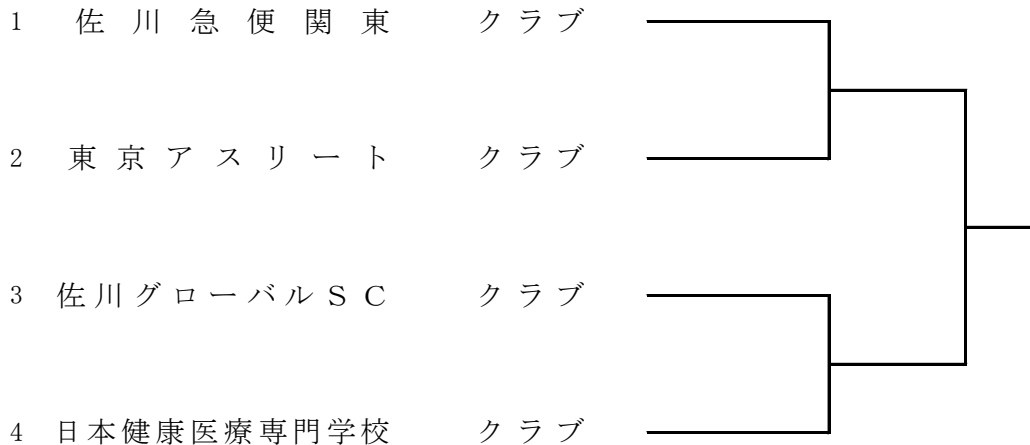 1 佐川急便関東 クラブ
2 東京アスリート クラブ
3 佐川グローバルＳＣ クラブ
4 日本健康医療専門学校 クラブ